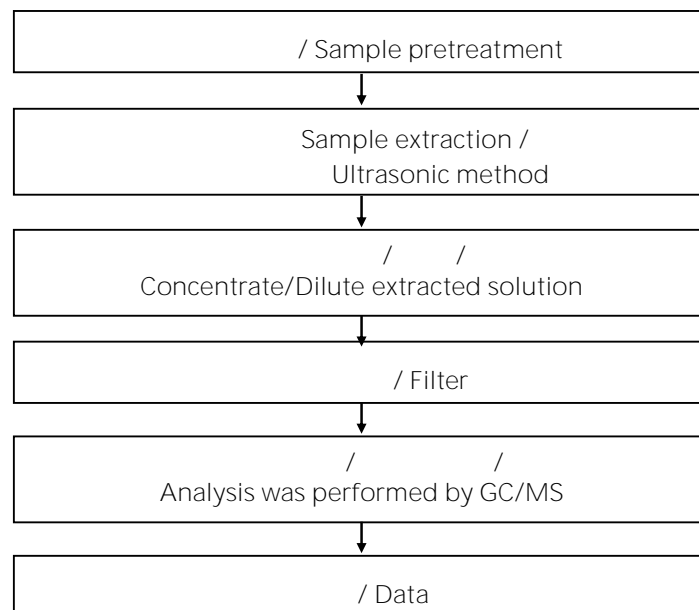 / Sample pretreatment
Sample extraction /
Ultrasonic method
/ /
Concentrate/Dilute extracted solution
/ Filter
/ /
Analysis was performed by GC/MS
/ Data